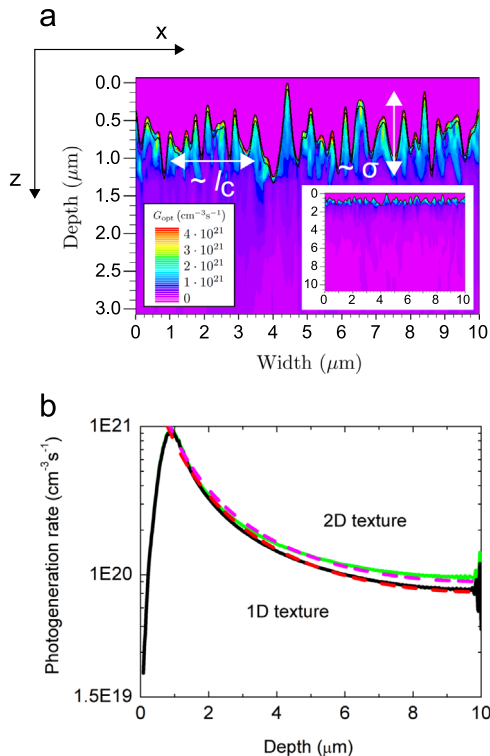 a
x
z
0.0
0.5
1.0
1.5
2.0
2.5
3.0
Depth (μm)
~ lC
~ σ
Gopt (cm−3s−1)
4 · 10²¹
3 · 10²¹
2 · 10²¹
1 · 10²¹
0
0
2
4
6
8
10
0 2 4 6 8 10
0 1 2 3 4 5 6 7 8 9 10
Width (μm)
b
1E21
1E20
1.5E19
Photogeneration rate (cm-3s-1)
2D texture
1D texture
0 2 4 6 8 10
Depth (μm)